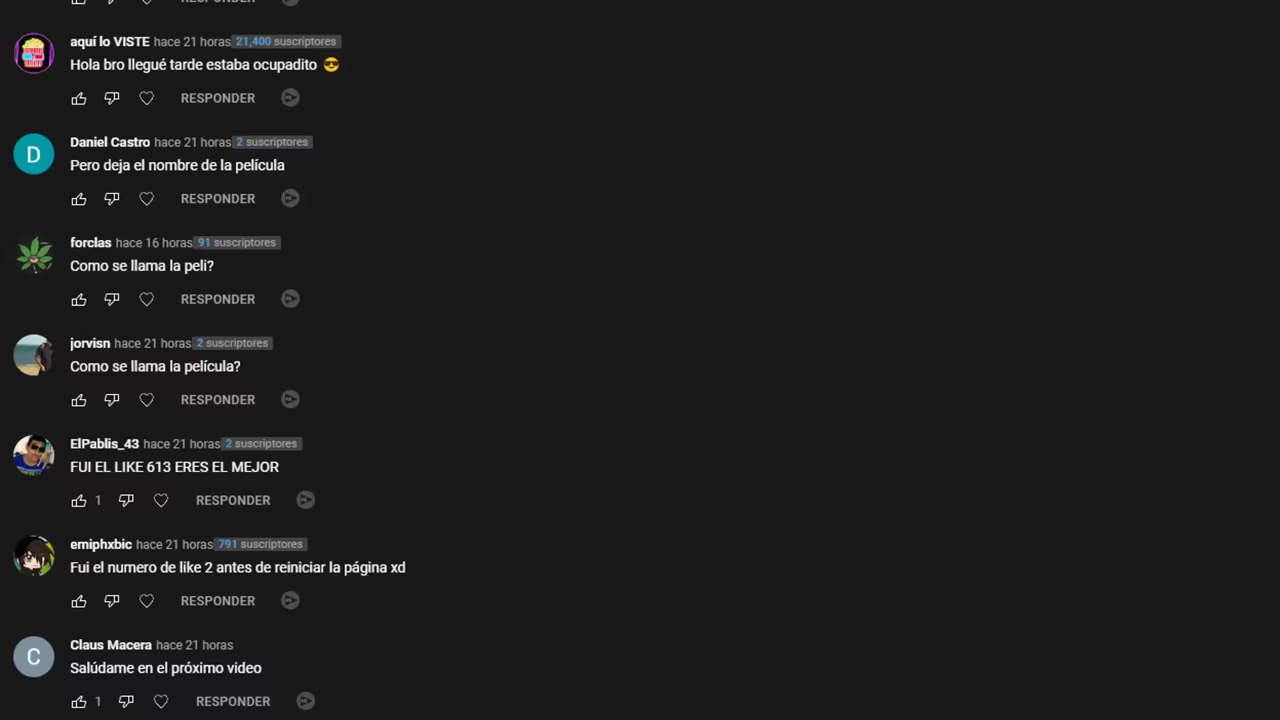 RESPONDER
aquí lo VISTE hace 21 horas 21,400 suscriptores
Hola bro llegué tarde estaba ocupadito 😎
RESPONDER
D
Daniel Castro hace 21 horas 2 suscriptores
Pero deja el nombre de la película
RESPONDER
forclas hace 16 horas 91 suscriptores
Como se llama la peli?
RESPONDER
jorvisn hace 21 horas 2 suscriptores
Como se llama la película?
RESPONDER
ElPablis_43 hace 21 horas 2 suscriptores
FUI EL LIKE 613 ERES EL MEJOR
1 RESPONDER
emiphxbic hace 21 horas 791 suscriptores
Fui el numero de like 2 antes de reiniciar la página xd
RESPONDER
C
Claus Macera hace 21 horas
Salúdame en el próximo video
1 RESPONDER